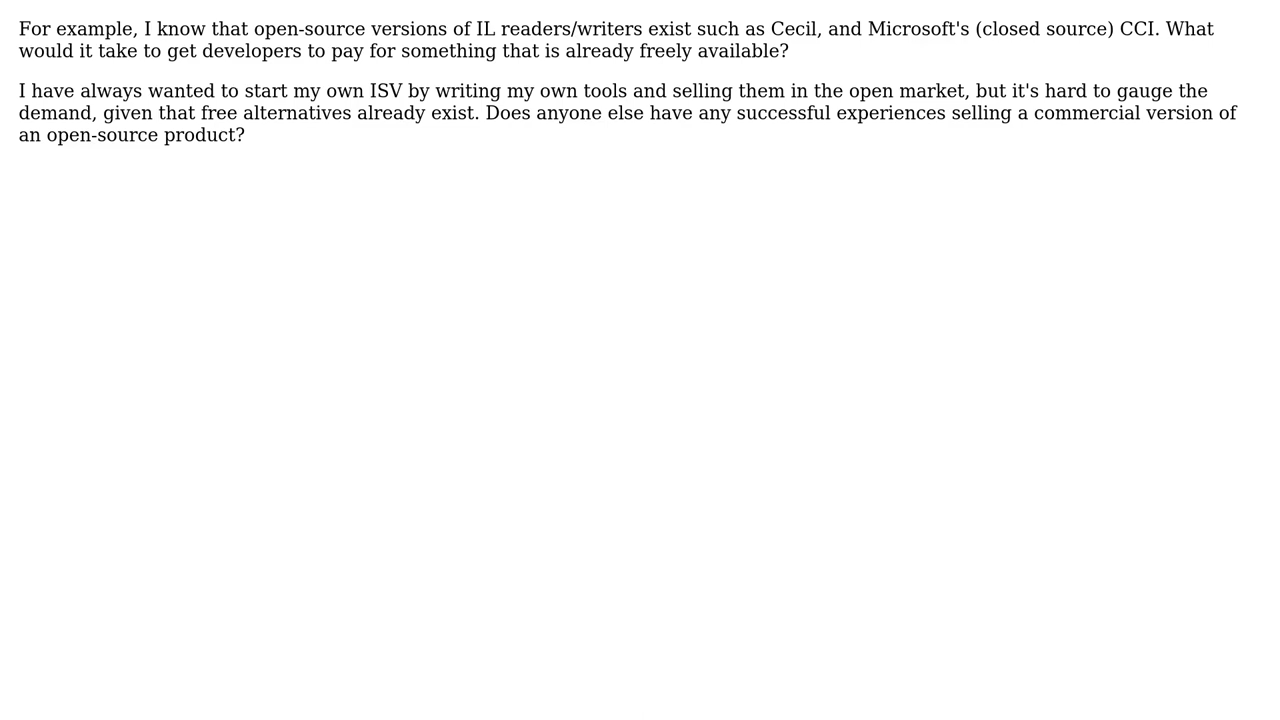 For example, I know that open-source versions of IL readers/writers exist such as Cecil, and Microsoft's (closed source) CCI. What
would it take to get developers to pay for something that is already freely available?
I have always wanted to start my own ISV by writing my own tools and selling them in the open market, but it's hard to gauge the
demand, given that free alternatives already exist. Does anyone else have any successful experiences selling a commercial version of
an open-source product?